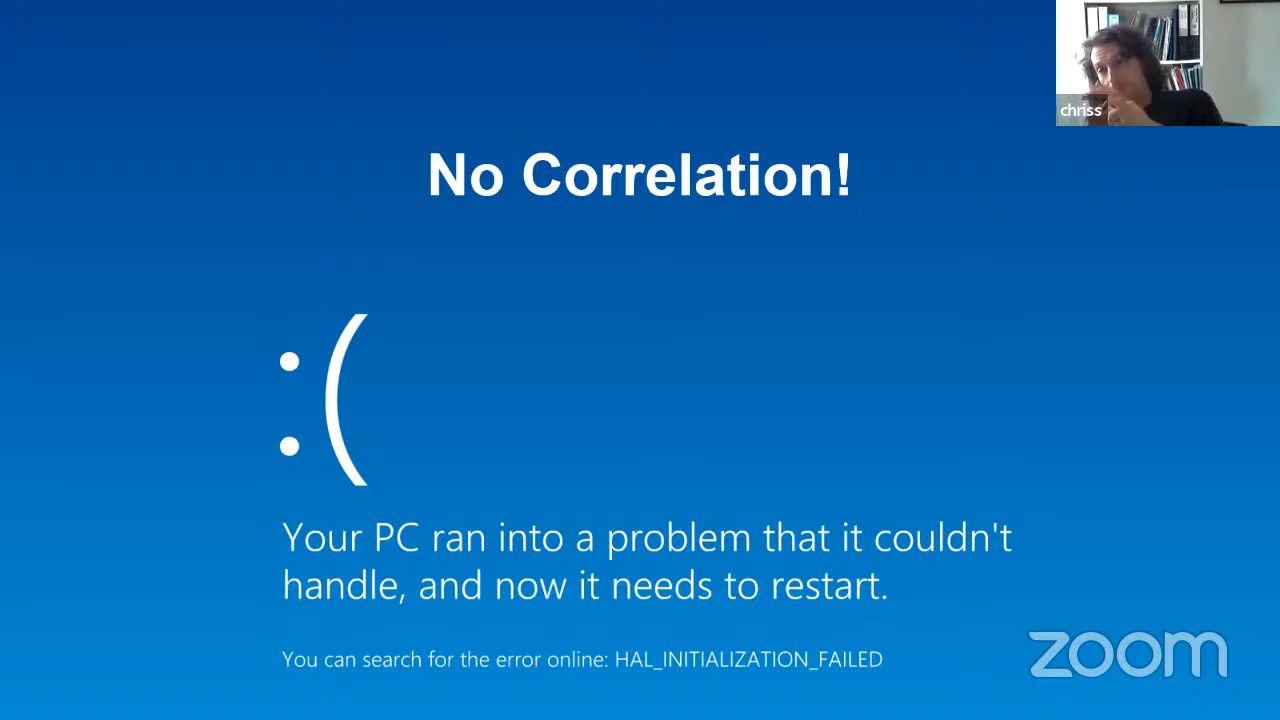 chriss
No Correlation!
:(
Your PC ran into a problem that it couldn't
handle, and now it needs to restart.
You can search for the error online: HAL_INITIALIZATION_FAILED
zoom